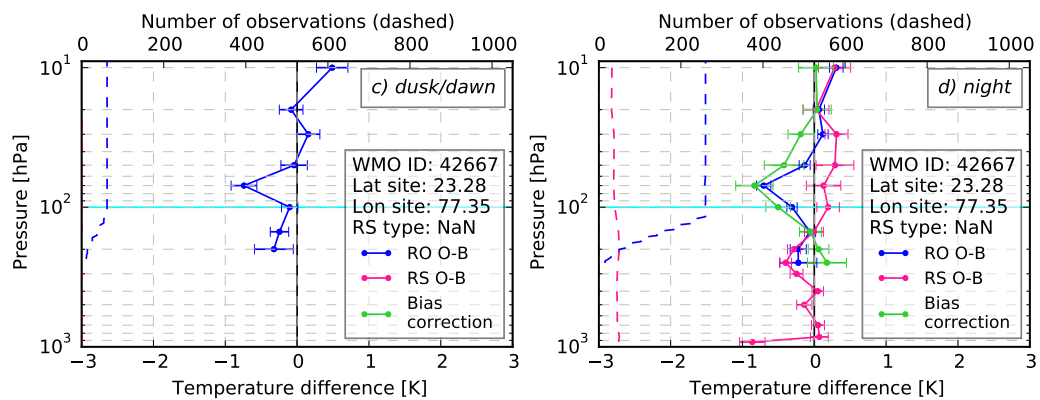 Number of observations (dashed)
0 200 400 600 800 1000
10¹
10²
10³
Pressure [hPa]
c) dusk/dawn
WMO ID: 42667
Lat site: 23.28
Lon site: 77.35
RS type: NaN
RO O-B
RS O-B
Bias
correction
−3 −2 −1 0 1 2 3
Temperature difference [K]
Number of observations (dashed)
0 200 400 600 800 1000
10¹
10²
10³
Pressure [hPa]
d) night
WMO ID: 42667
Lat site: 23.28
Lon site: 77.35
RS type: NaN
RO O-B
RS O-B
Bias
correction
−3 −2 −1 0 1 2 3
Temperature difference [K]